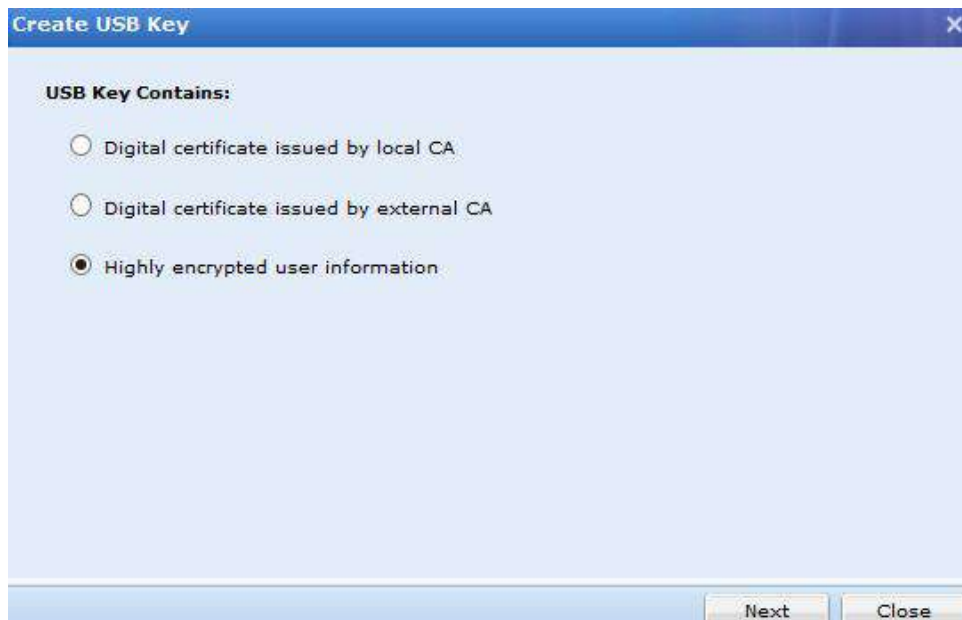 Create USB Key
USB Key Contains:
Digital certificate issued by local CA
Digital certificate issued by external CA
Highly encrypted user information
Next Close